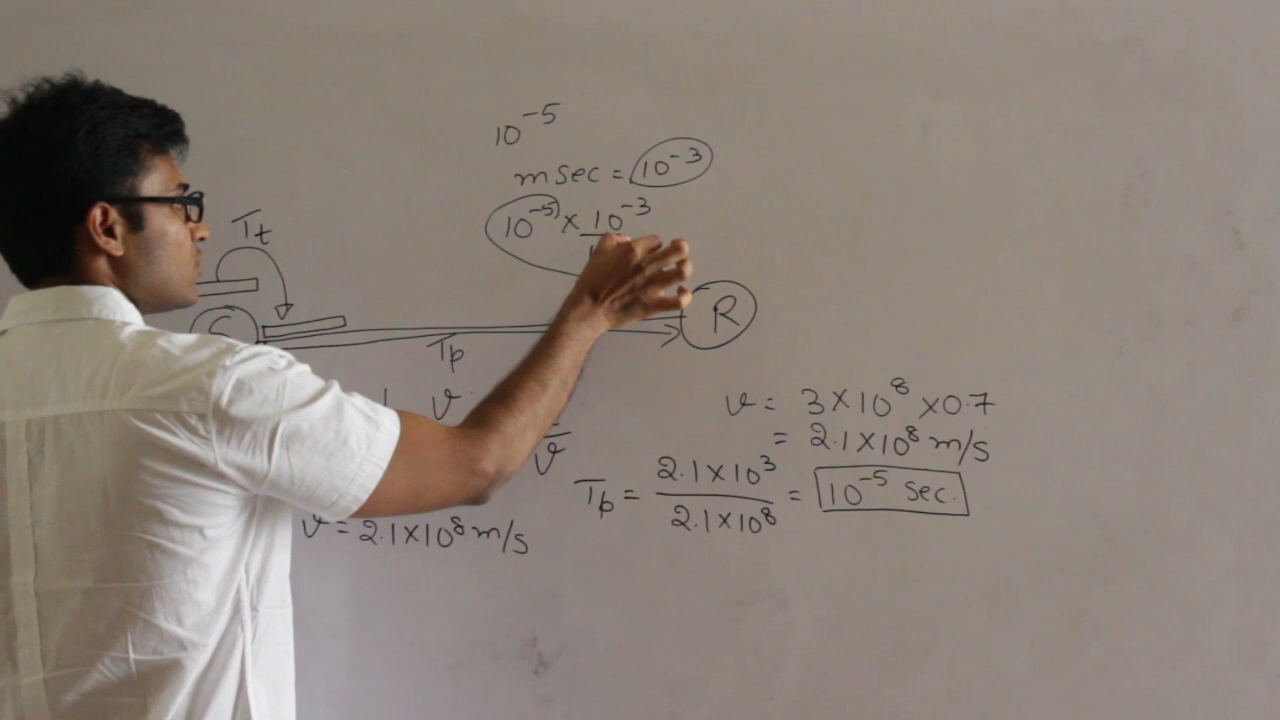 10⁻⁵
m sec = 10⁻³
10⁻⁵ × 10⁻³
Tt
R
Tp
v
v = 3×10⁸ ×0.7
= 2.1×10⁸ m/s
v
Tp = 2.1×10³ / 2.1×10⁸ = 10⁻⁵ sec.
v = 2.1×10⁸ m/s